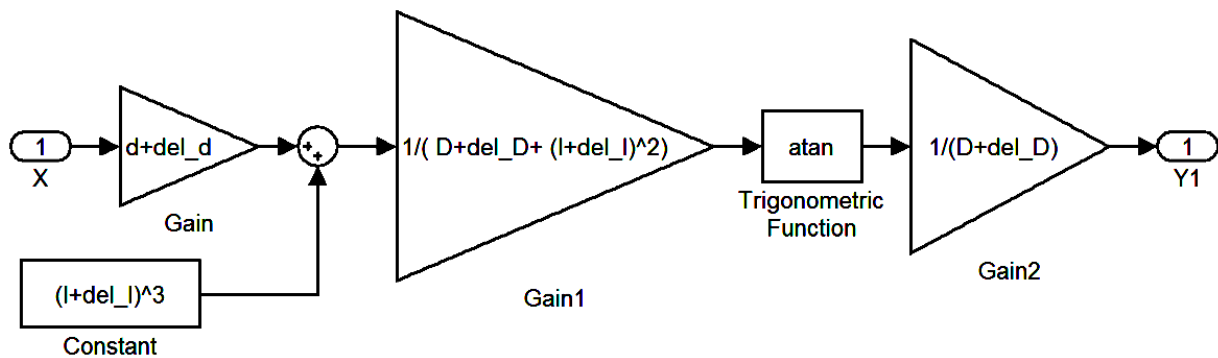 1
X
d+del_d
Gain
+
+
(l+del_l)^3
Constant
1/( D+del_D+ (l+del_l)^2)
Gain1
atan
Trigonometric
Function
1/(D+del_D)
Gain2
1
Y1